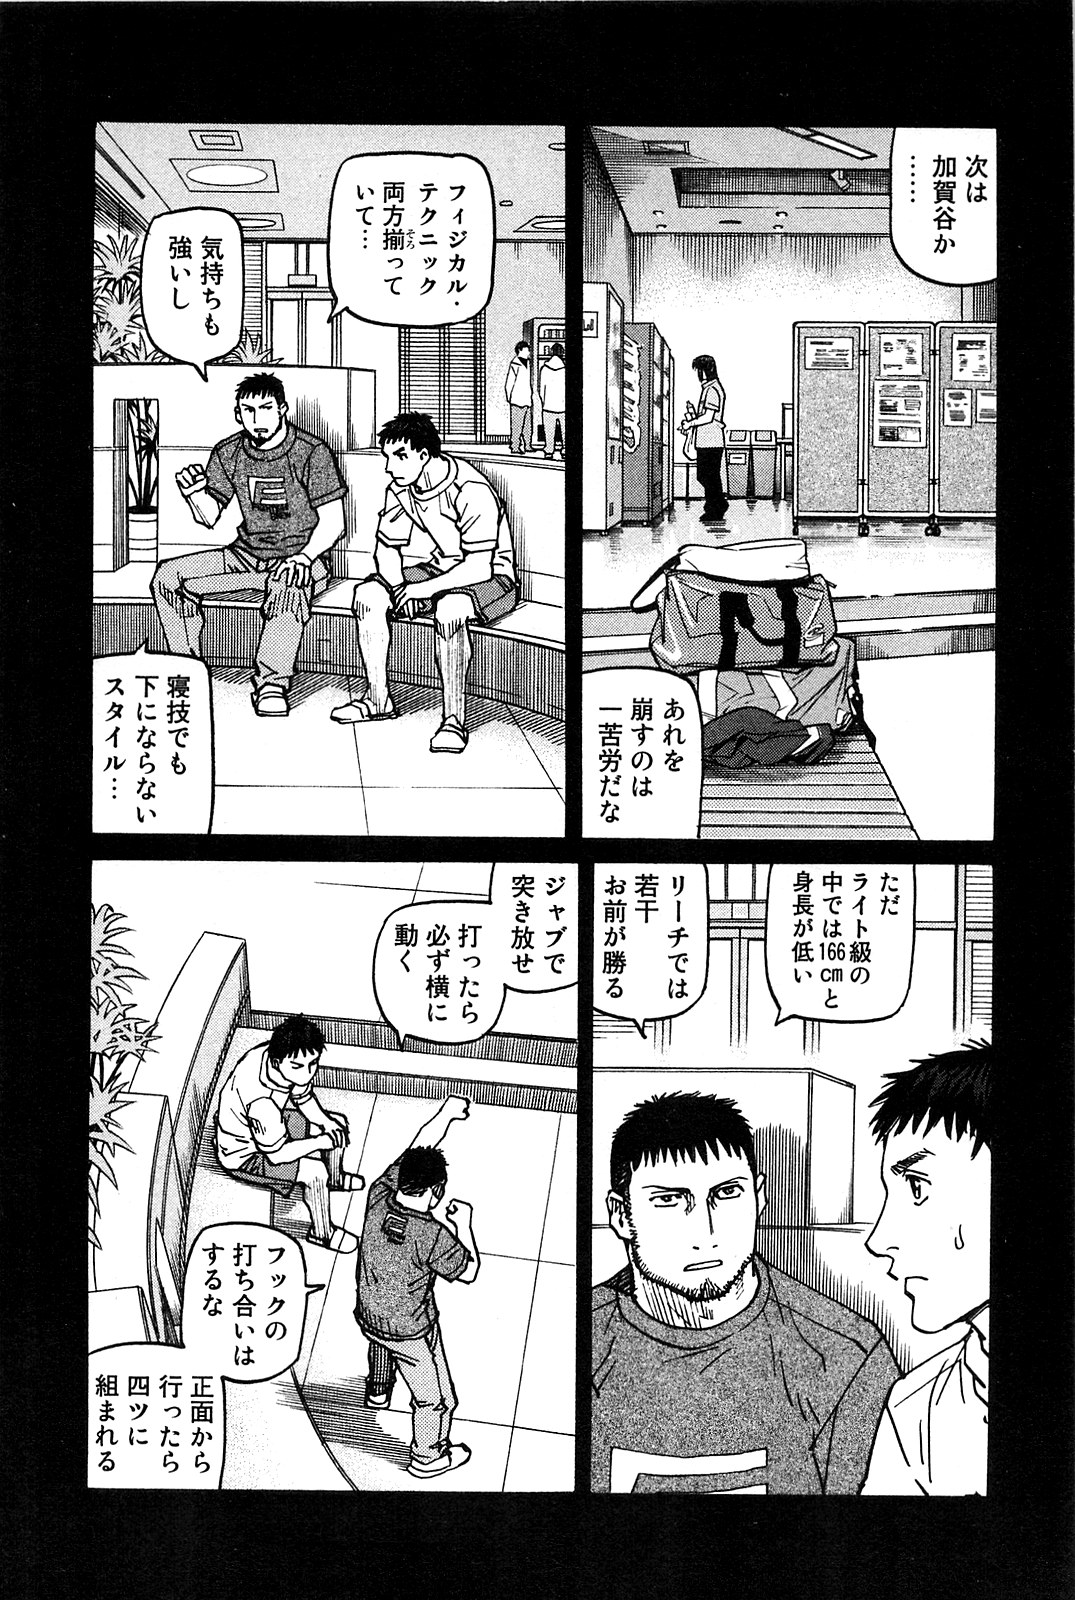 次は
加賀谷か
……
あれを
崩すのは
一苦労だな
フィジカル・
テクニック
両方揃って
そろ
いて…
気持ちも
強いし
寝技でも
下にならない
スタイル…
ただ
ライト級の
中では166cmと
身長が低い
リーチでは
若干
お前が勝る
ジャブで
突き放せ
打ったら
必ず横に
動く
フックの
打ち合いは
するな
正面から
行ったら
四ツに
組まれる